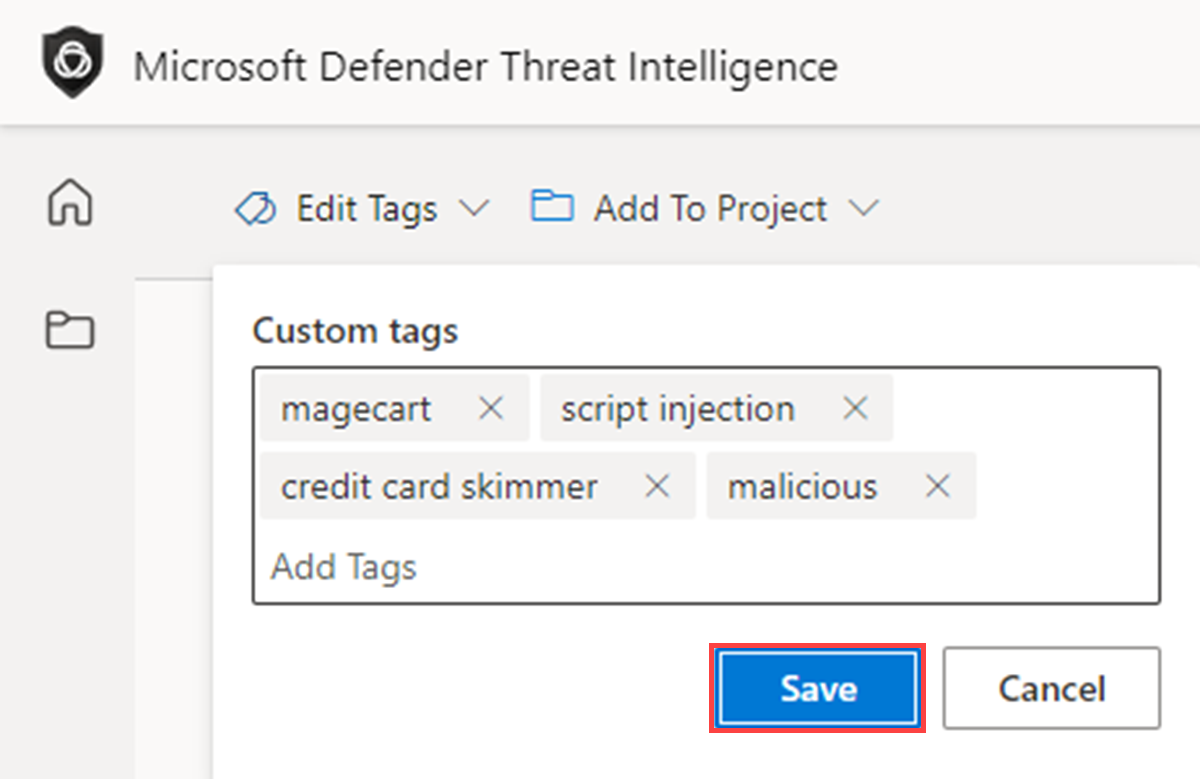 Microsoft Defender Threat Intelligence
Edit Tags Add To Project
Custom tags
magecart script injection
credit card skimmer malicious
Add Tags
Save Cancel